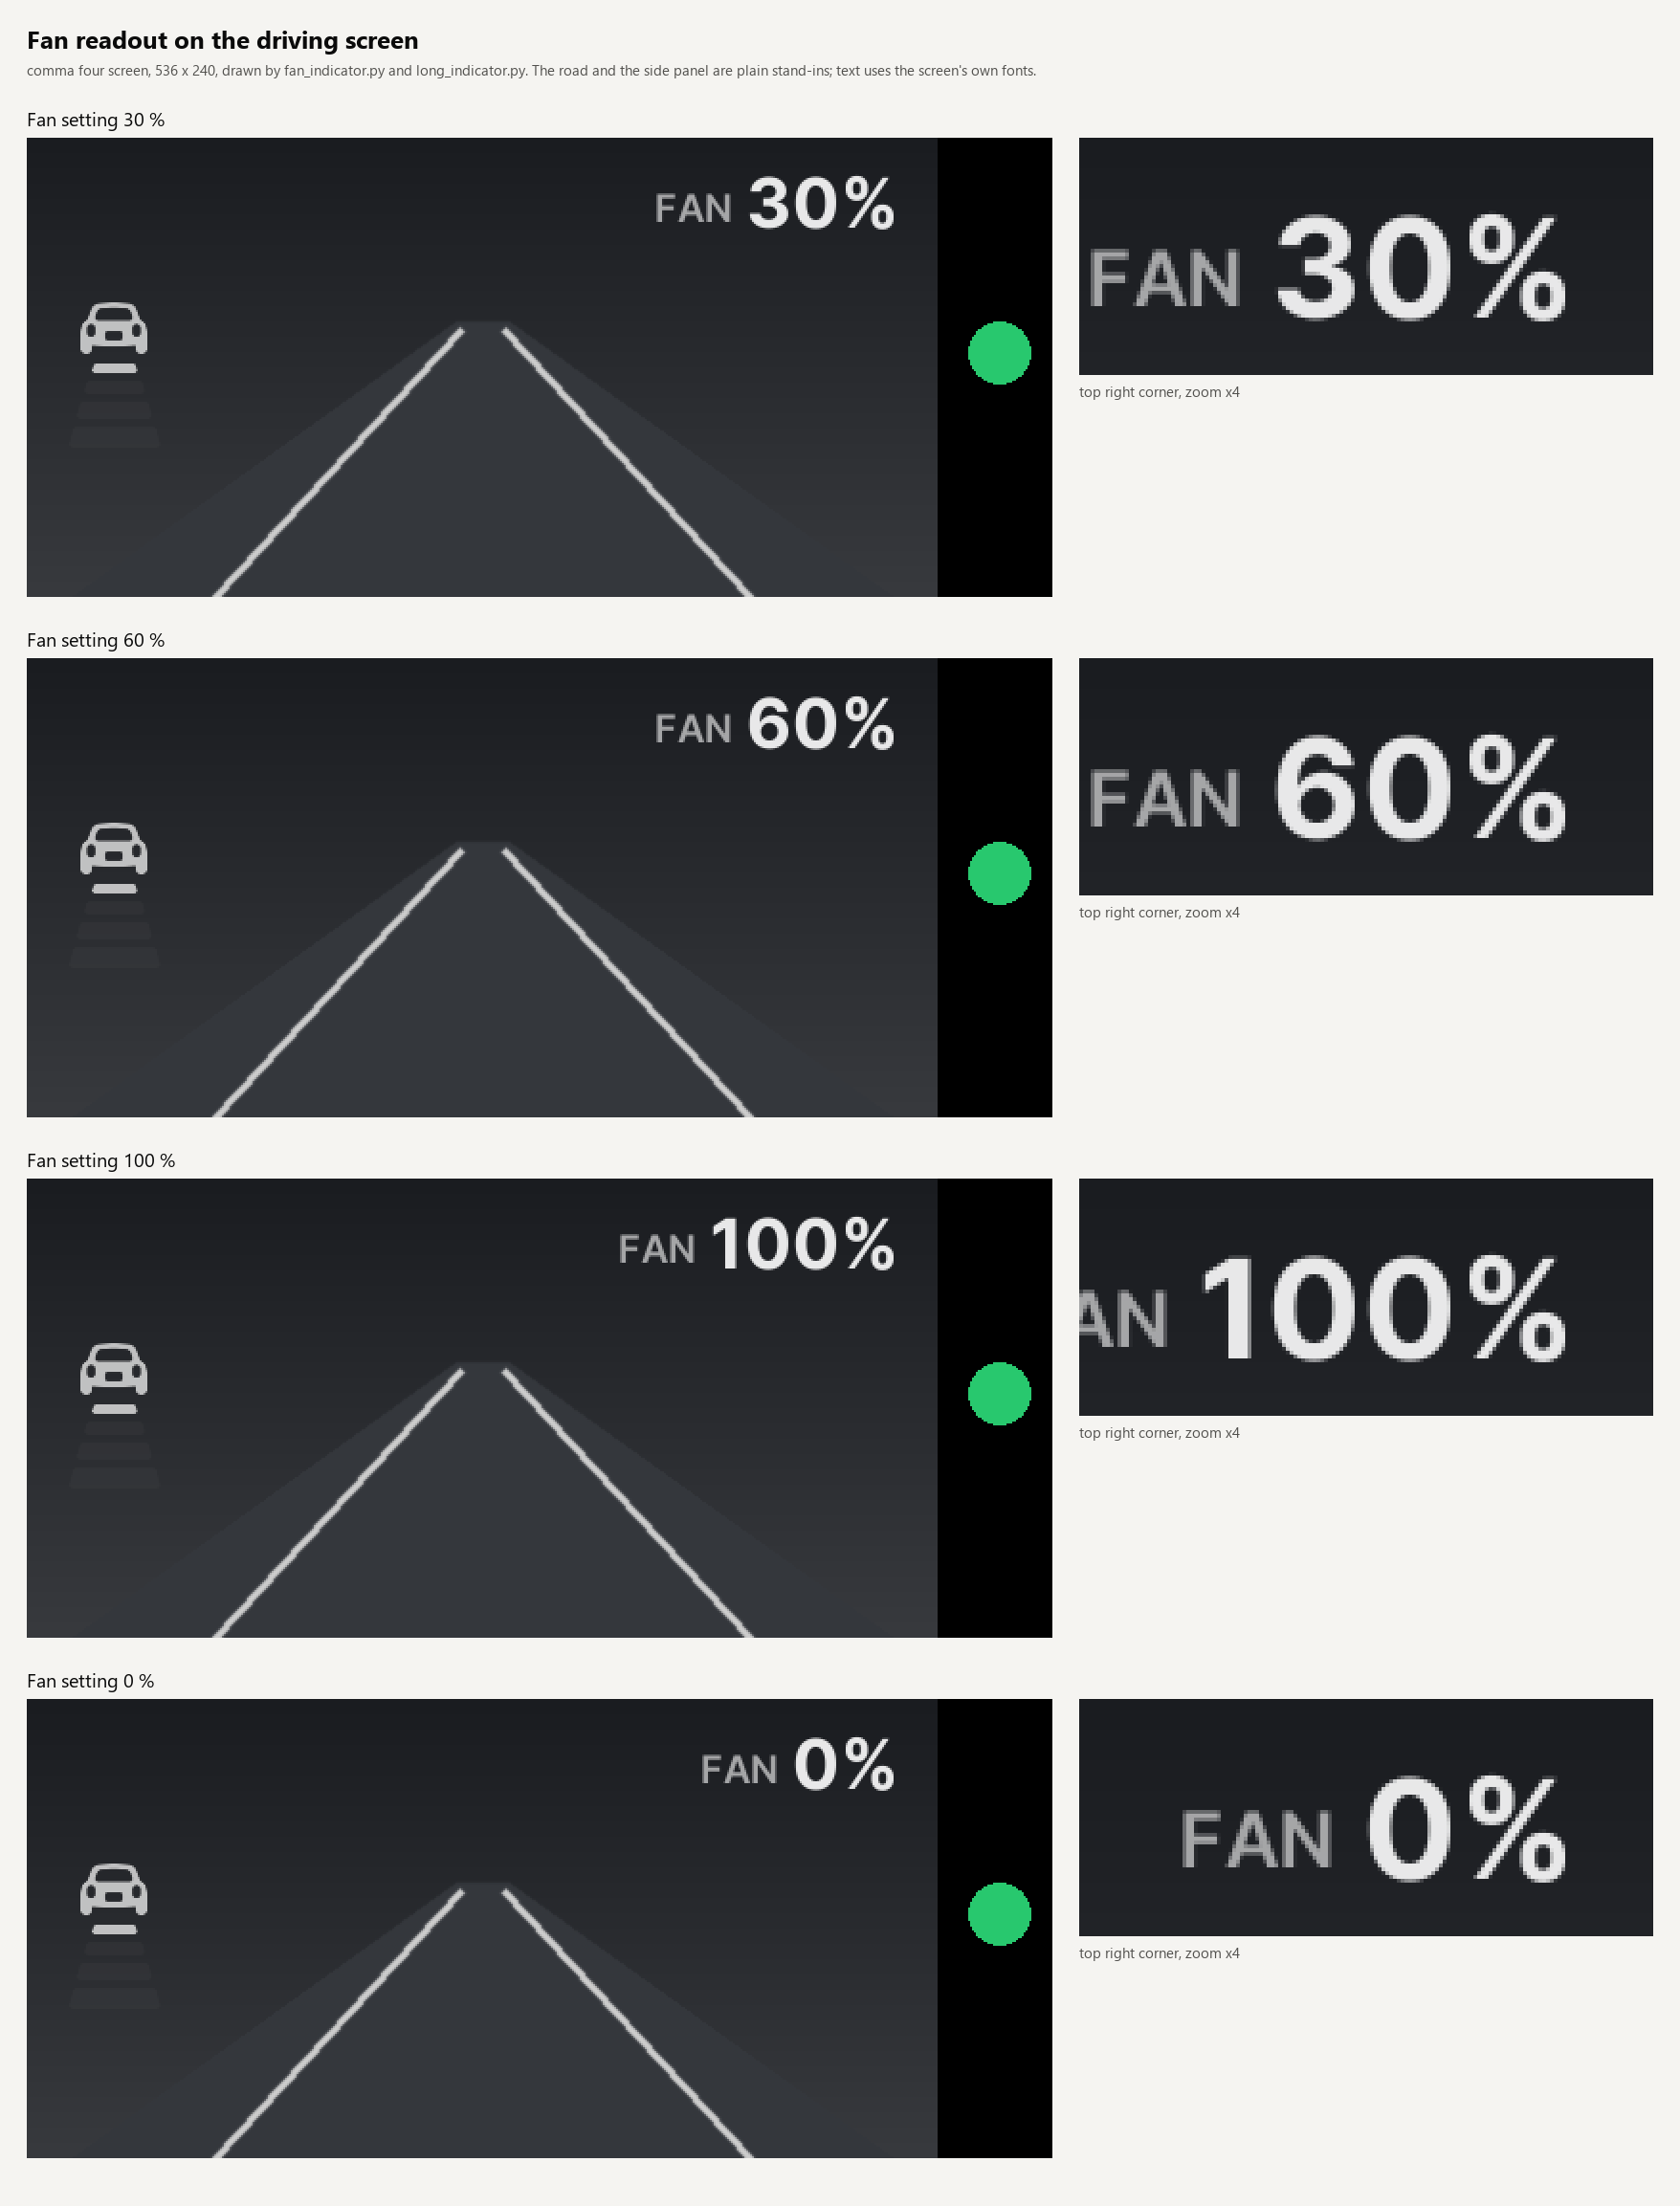 Fan readout on the driving screen
comma four screen, 536 x 240, drawn by fan_indicator.py and long_indicator.py. The road and the side panel are plain stand-ins; text uses the screen's own fonts.
Fan setting 30 %
FAN 30%
FAN 30%
top right corner, zoom x4
Fan setting 60 %
FAN 60%
FAN 60%
top right corner, zoom x4
Fan setting 100 %
FAN 100%
AN 100%
top right corner, zoom x4
Fan setting 0 %
FAN 0%
FAN 0%
top right corner, zoom x4